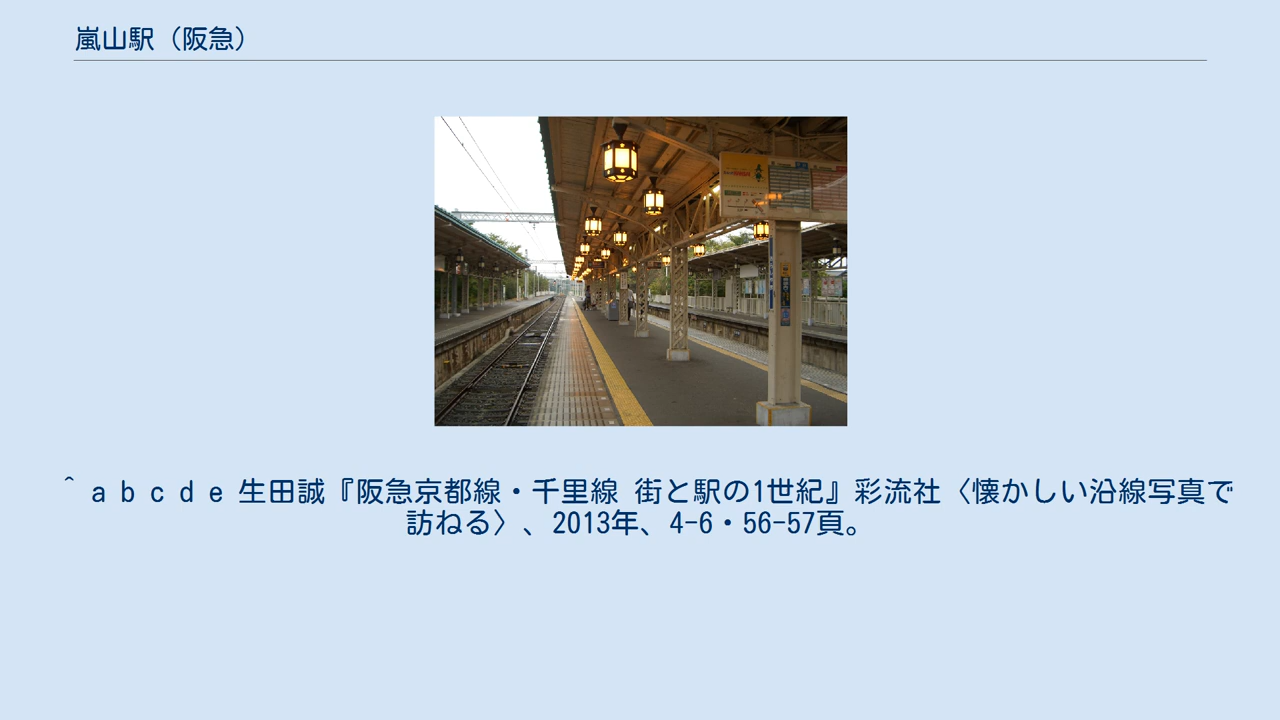 嵐山駅（阪急）
^ a b c d e 生田誠『阪急京都線・千里線 街と駅の1世紀』彩流社〈懐かしい沿線写真で
訪ねる〉、2013年、4-6・56-57頁。